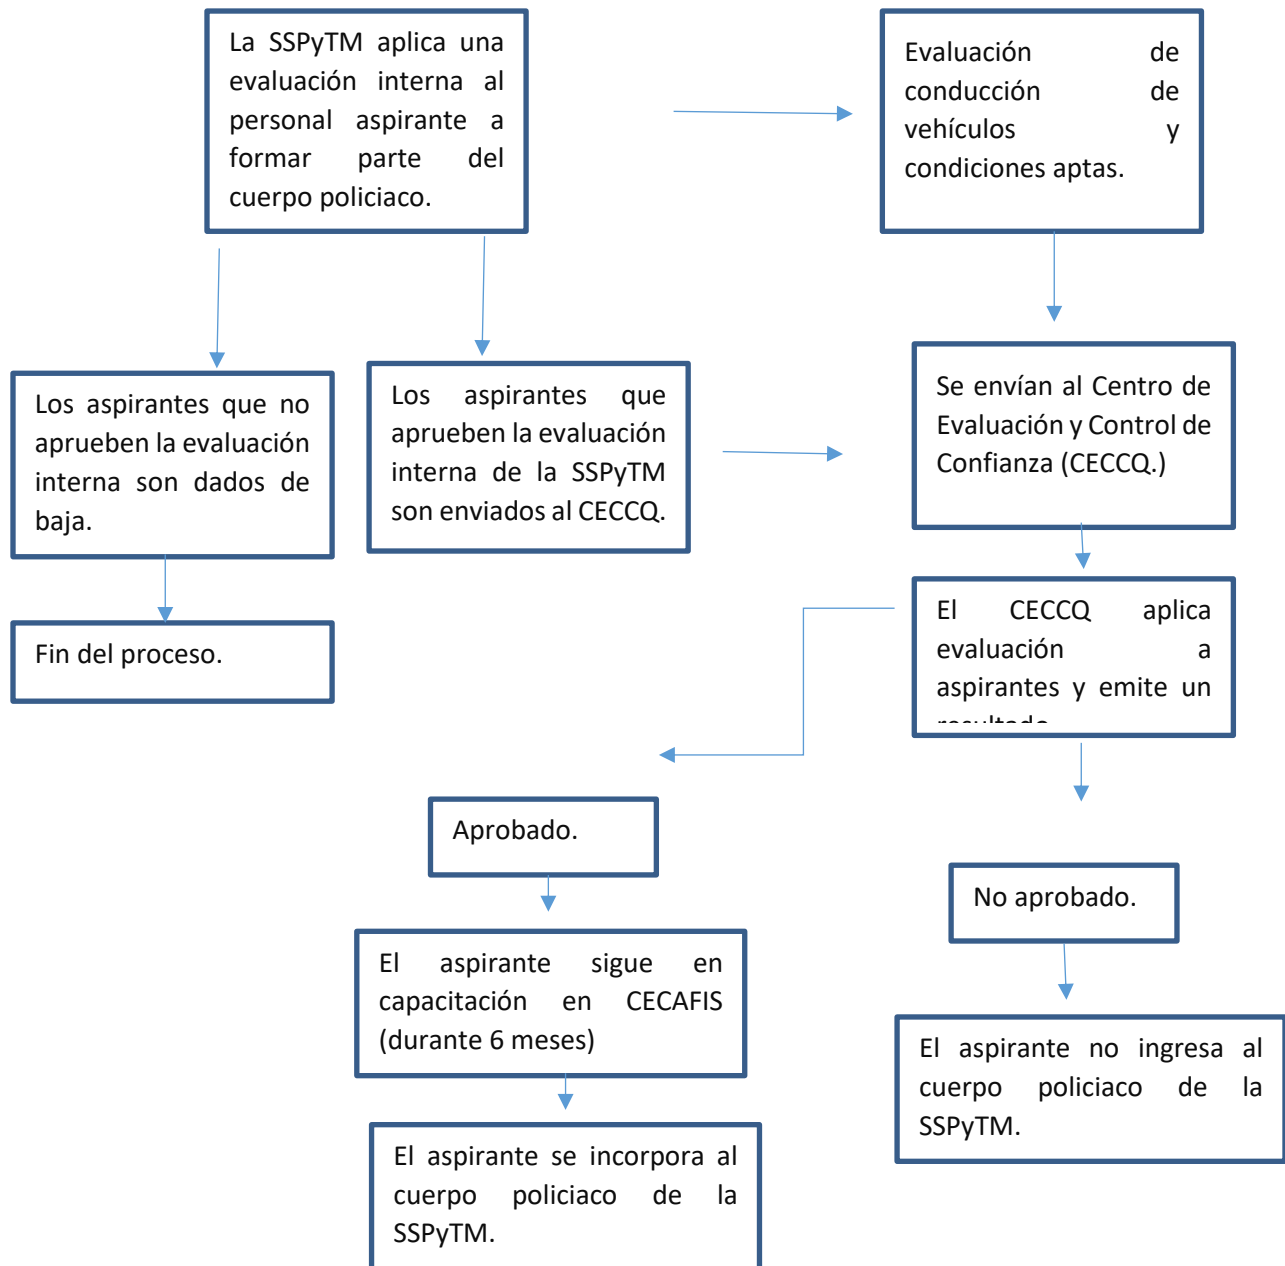 La SSPyTM aplica una
evaluación interna al
personal aspirante a
formar parte del
cuerpo policiaco.
Evaluación de
conducción de
vehículos y
condiciones aptas.
Los aspirantes que no
aprueben la evaluación
interna son dados de
baja.
Los aspirantes que
aprueben la evaluación
interna de la SSPyTM
son enviados al CECCQ.
Se envían al Centro de
Evaluación y Control de
Confianza (CECCQ.)
Fin del proceso.
El CECCQ aplica
evaluación a
aspirantes y emite un
Aprobado.
No aprobado.
El aspirante sigue en
capacitación en CECAFIS
(durante 6 meses)
El aspirante no ingresa al
cuerpo policiaco de la
SSPyTM.
El aspirante se incorpora al
cuerpo policiaco de la
SSPyTM.